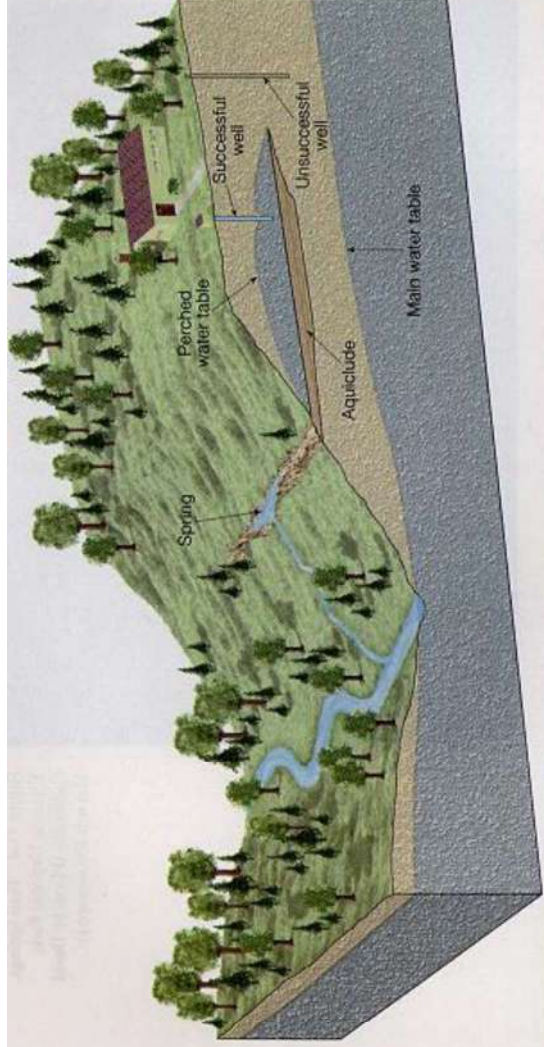 Spring
Perched
water table
Successful
well
Aquiclude
Unsuccessful
well
Main water table